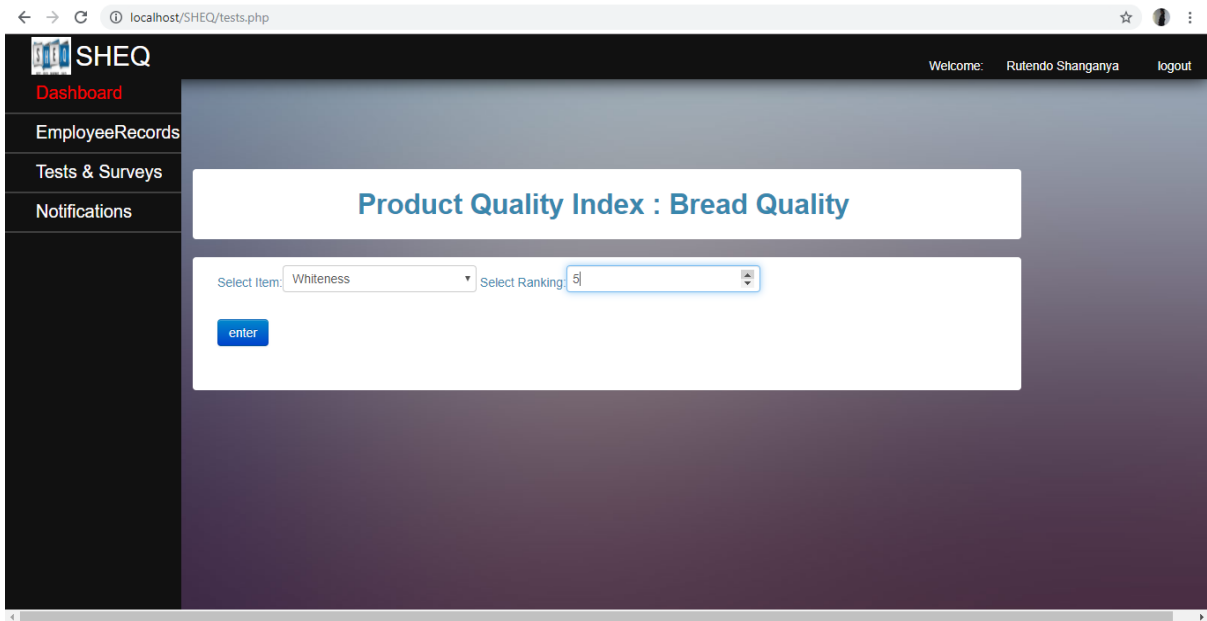 localhost/SHEQ/tests.php
SHEQ
Welcome: Rutendo Shanganya logout
Dashboard
EmployeeRecords
Tests & Surveys
Notifications
Product Quality Index : Bread Quality
Select Item: Whiteness Select Ranking: 5
enter